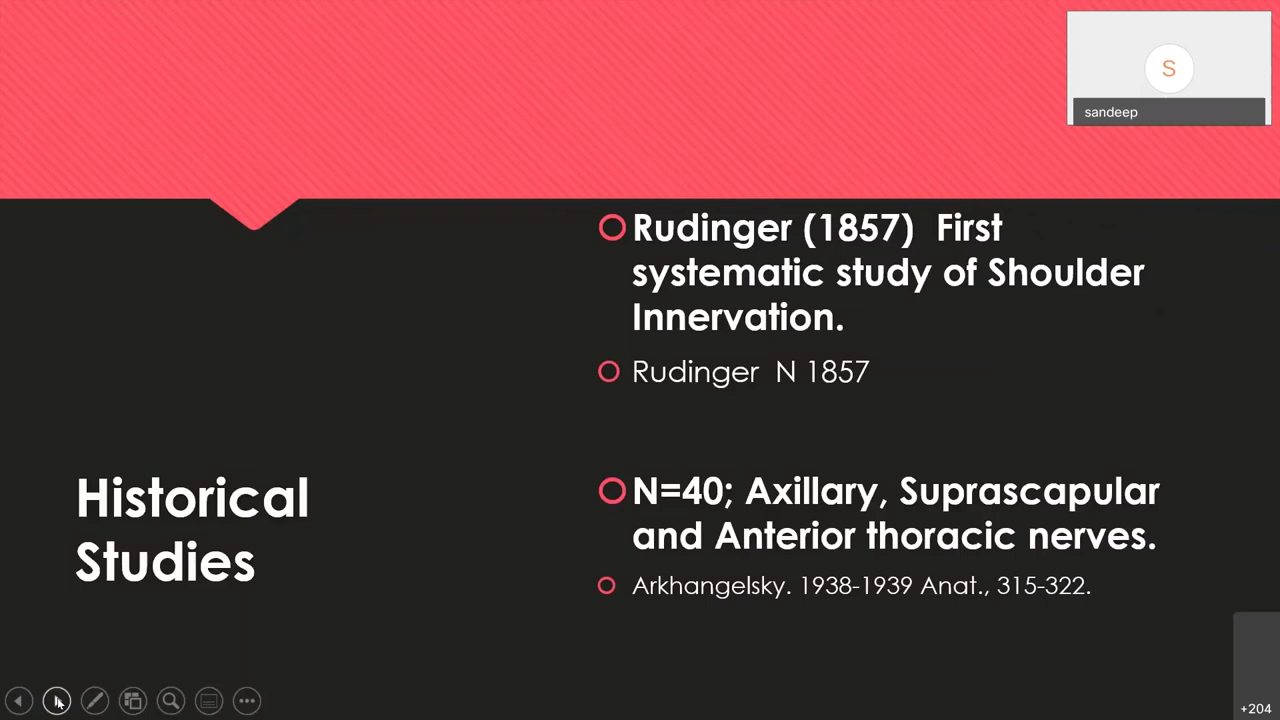 S
sandeep
Rudinger (1857)  First
systematic study of Shoulder
Innervation.
Rudinger  N 1857
Historical
Studies
N=40; Axillary, Suprascapular
and Anterior thoracic nerves.
Arkhangelsky. 1938-1939 Anat., 315-322.
+204